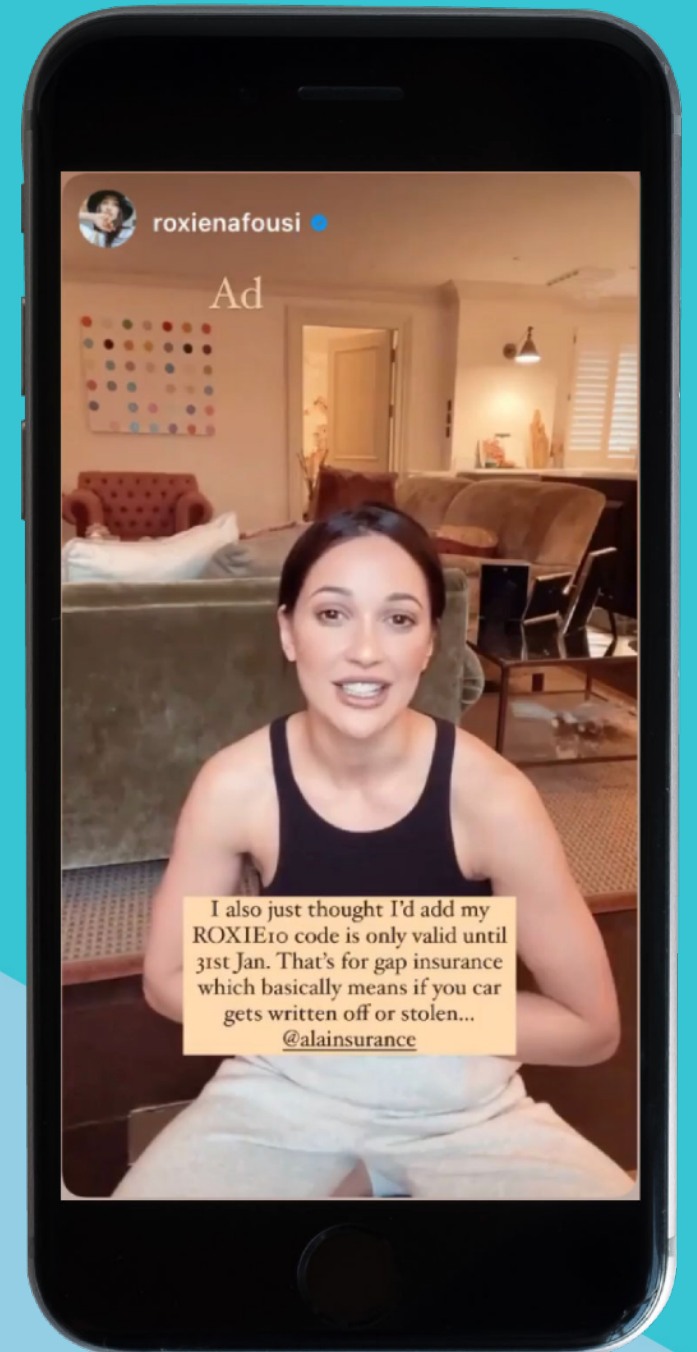 roxienafousi
Ad
I also just thought I'd add my
ROXIE10 code is only valid until
31st Jan. That's for gap insurance
which basically means if you car
gets written off or stolen...
@alainsurance